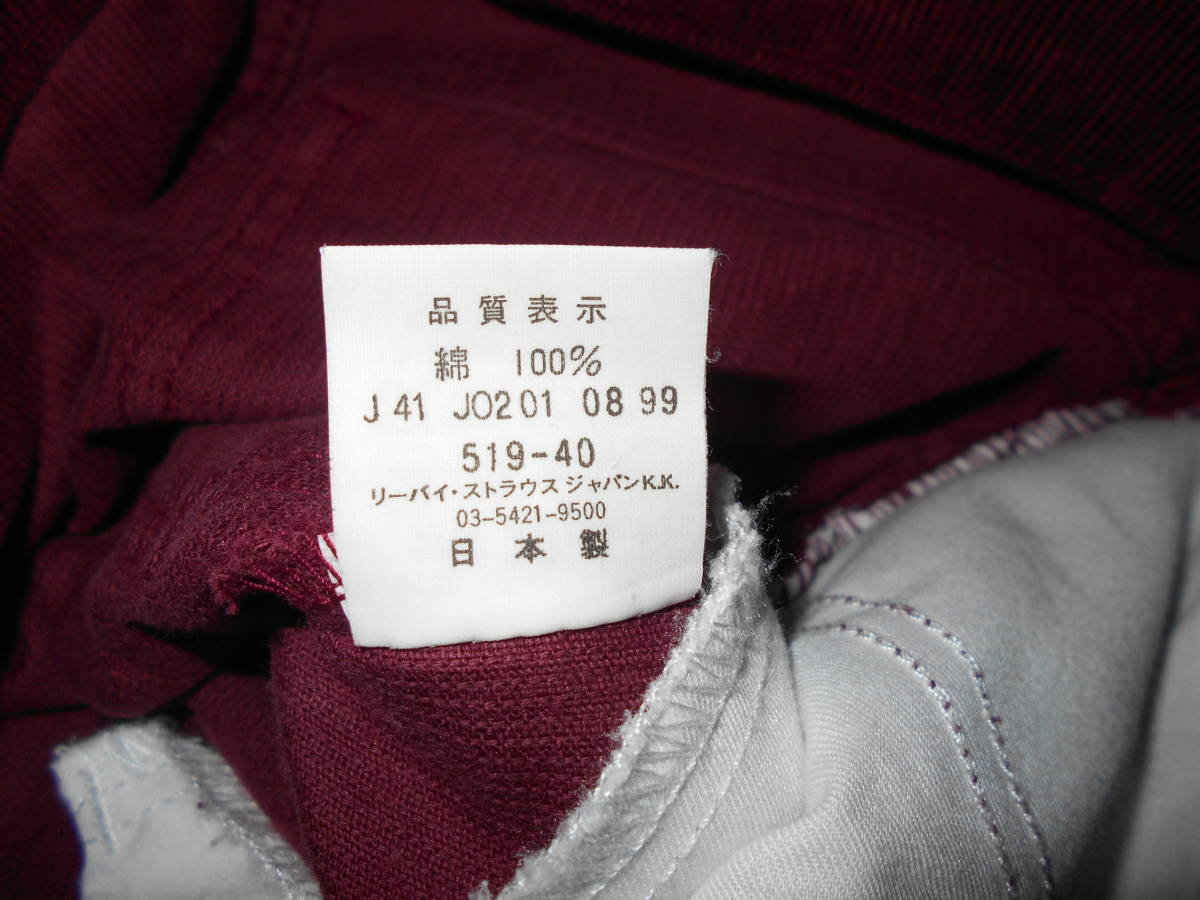 品質表示
綿 100%
J 41 J0201 08 99
519-40
リーバイ・ストラウス ジャパンK.K.
03-5421-9500
日本製